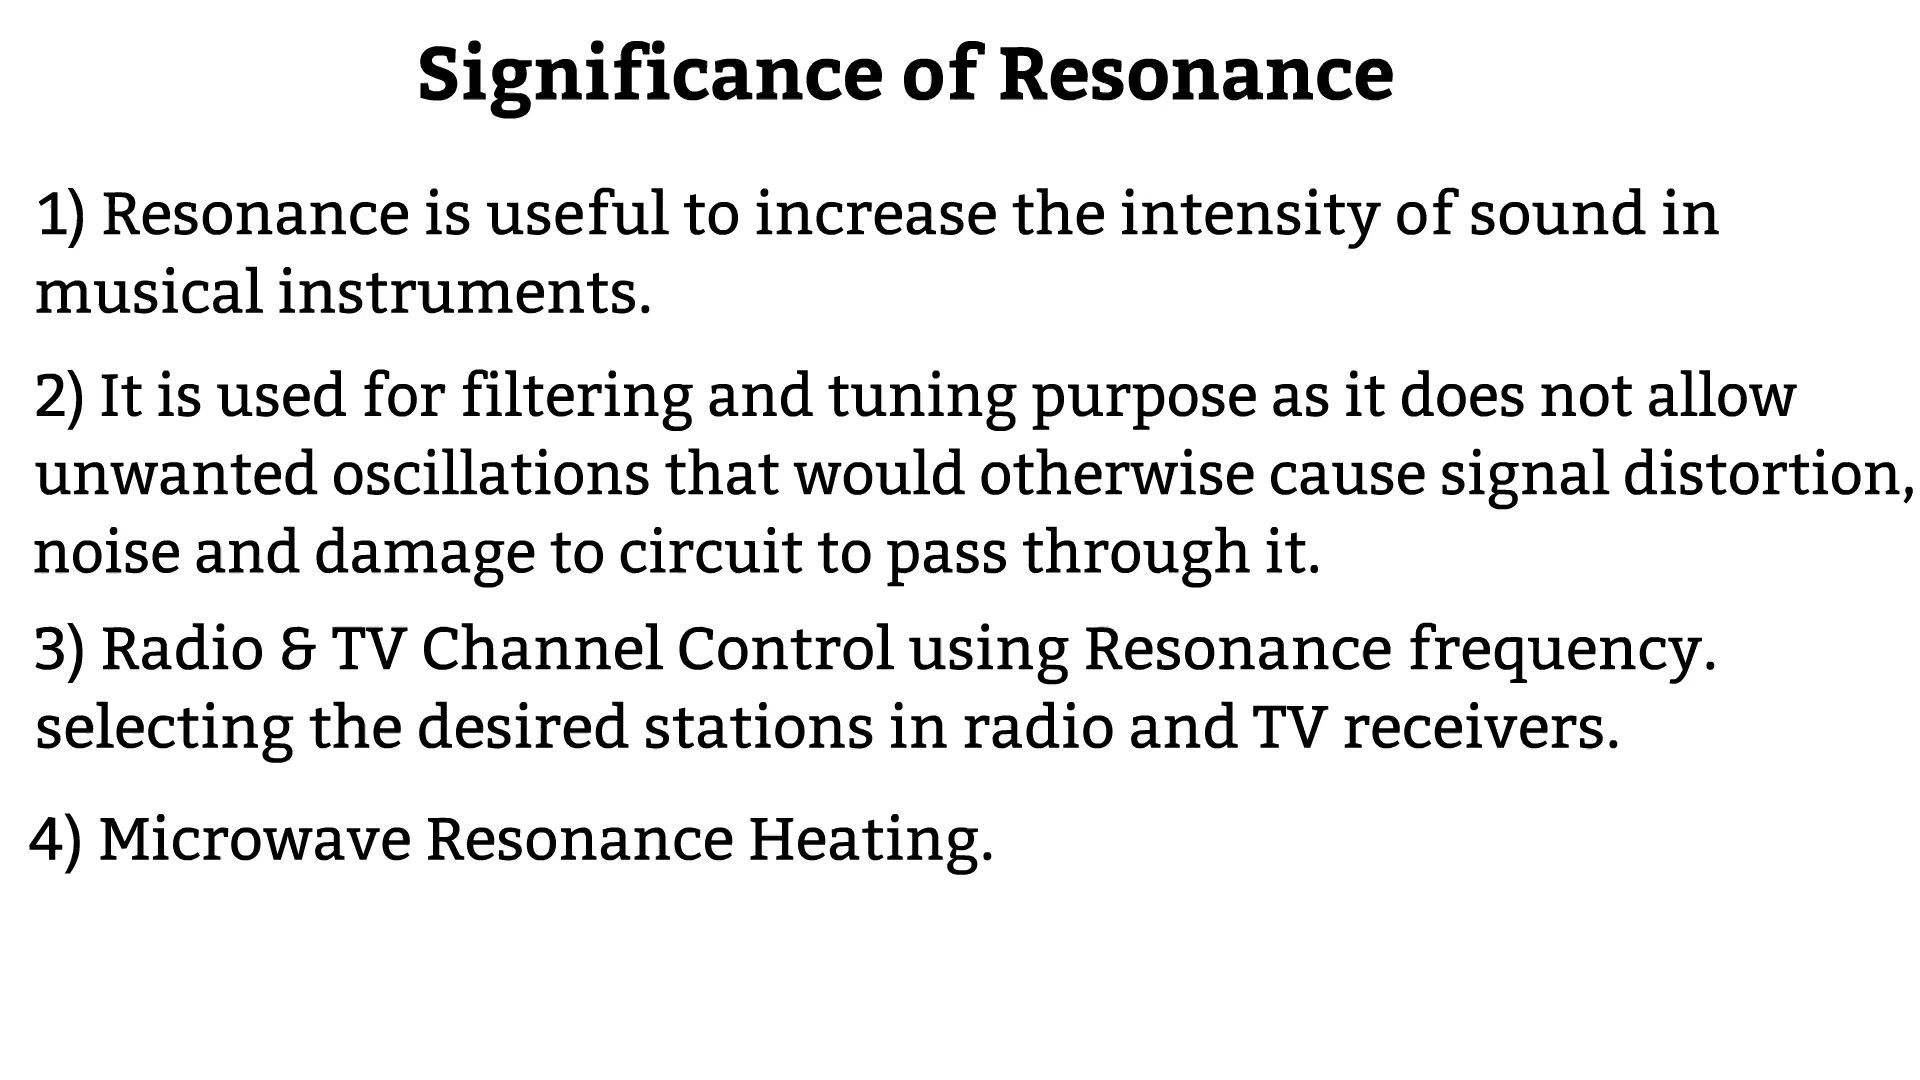 Significance of Resonance
1) Resonance is useful to increase the intensity of sound in
musical instruments.
2) It is used for filtering and tuning purpose as it does not allow
unwanted oscillations that would otherwise cause signal distortion,
noise and damage to circuit to pass through it.
3) Radio & TV Channel Control using Resonance frequency.
selecting the desired stations in radio and TV receivers.
4) Microwave Resonance Heating.